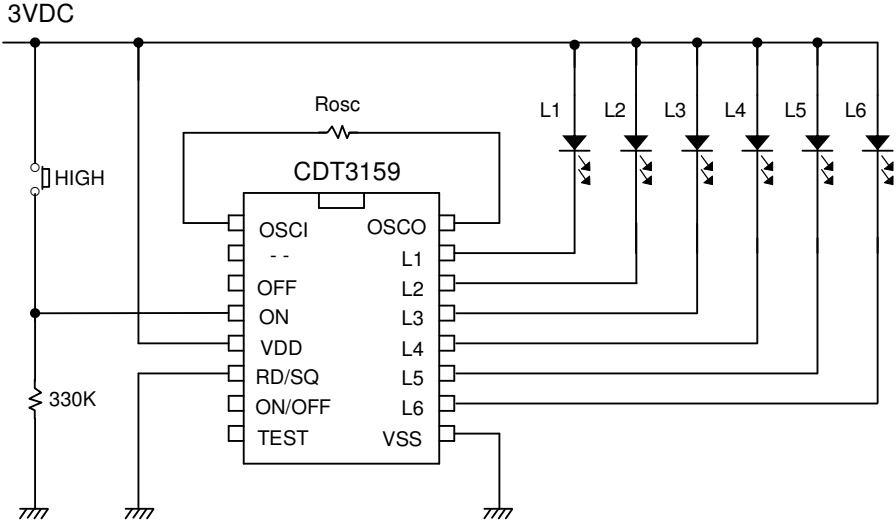 3VDC
Rosc
L1 L2 L3 L4 L5 L6
CDT3159
HIGH
OSCI OSCO
- - L1
OFF L2
ON L3
VDD L4
RD/SQ L5
ON/OFF L6
TEST VSS
330K